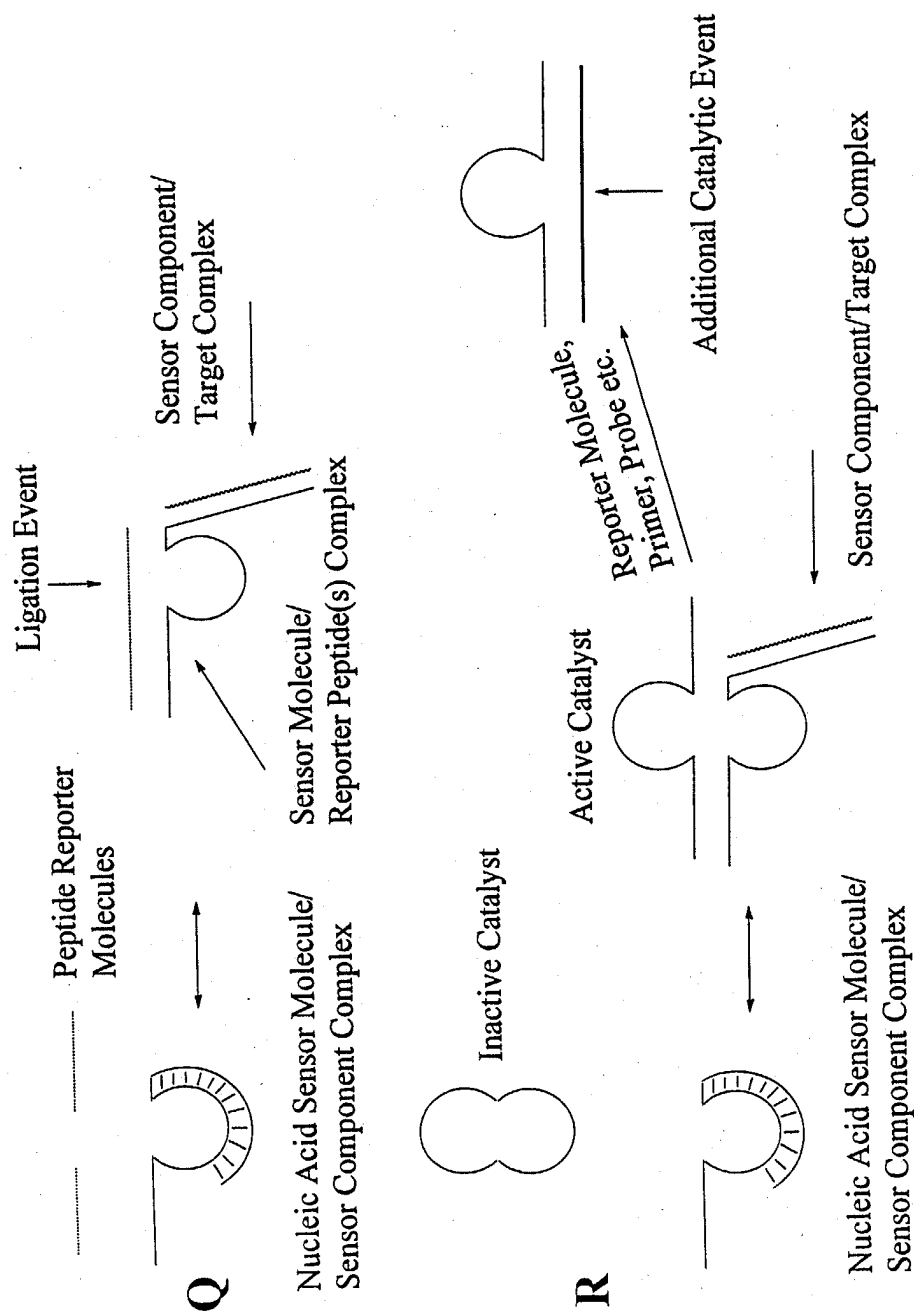 Q
Peptide Reporter
Molecules
Ligation Event
Nucleic Acid Sensor Molecule/
Sensor Component Complex
Sensor Molecule/
Reporter Peptide(s) Complex
Sensor Component/
Target Complex
R
Inactive Catalyst
Active Catalyst
Reporter Molecule,
Primer, Probe etc.
Additional Catalytic Event
Nucleic Acid Sensor Molecule/
Sensor Component Complex
Sensor Component/Target Complex